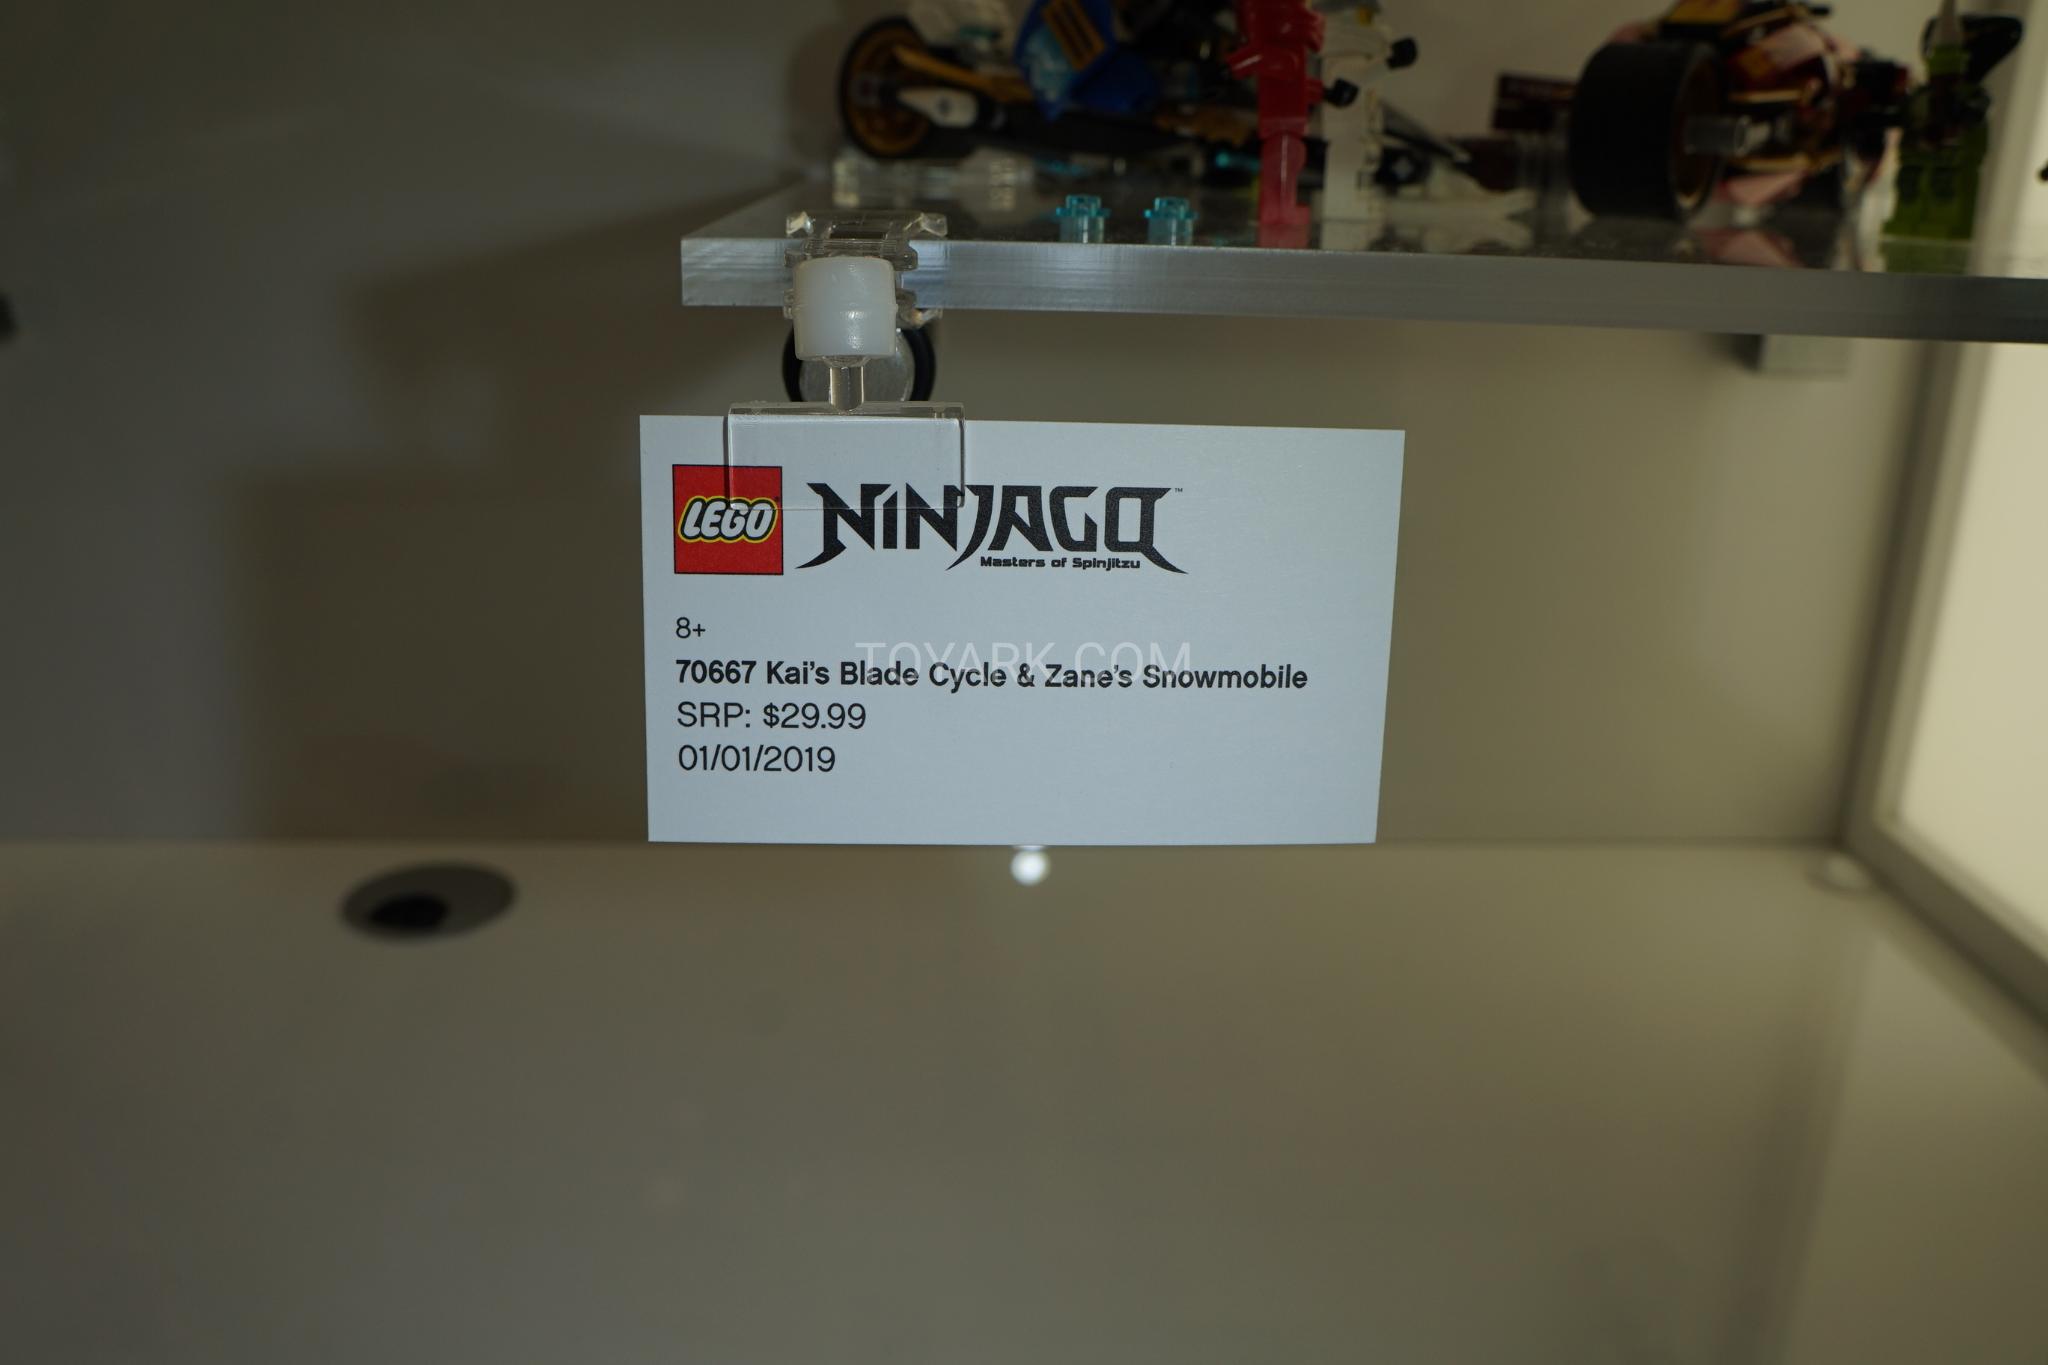 LEGO NINJAGO™
Masters of Spinjitzu
8+
TOYARK.COM
70667 Kai's Blade Cycle & Zane's Snowmobile
SRP: $29.99
01/01/2019